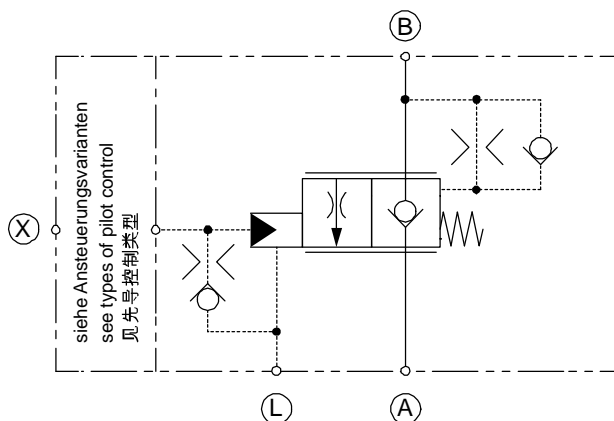 B
X
siehe Ansteuerungsvarianten
see types of pilot control
见先导控制类型
L
A